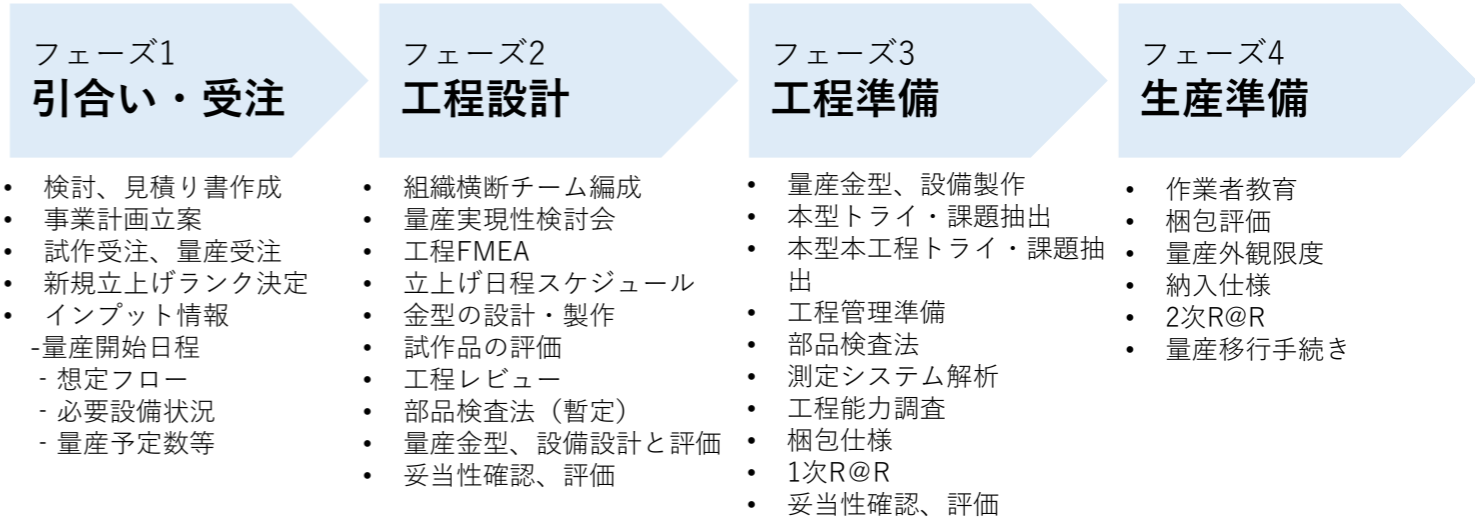 フェーズ1
引合い・受注
• 検討、見積り書作成
• 事業計画立案
• 試作受注、量産受注
• 新規立上げランク決定
• インプット情報
-量産開始日程
- 想定フロー
- 必要設備状況
- 量産予定数等
フェーズ2
工程設計
• 組織横断チーム編成
• 量産実現性検討会
• 工程FMEA
• 立上げ日程スケジュール
• 金型の設計・製作
• 試作品の評価
• 工程レビュー
• 部品検査法（暫定）
• 量産金型、設備設計と評価
• 妥当性確認、評価
フェーズ3
工程準備
• 量産金型、設備製作
• 本型トライ・課題抽出
• 本型本工程トライ・課題抽
出
• 工程管理準備
• 部品検査法
• 測定システム解析
• 工程能力調査
• 梱包仕様
• 1次R@R
• 妥当性確認、評価
フェーズ4
生産準備
• 作業者教育
• 梱包評価
• 量産外観限度
• 納入仕様
• 2次R@R
• 量産移行手続き